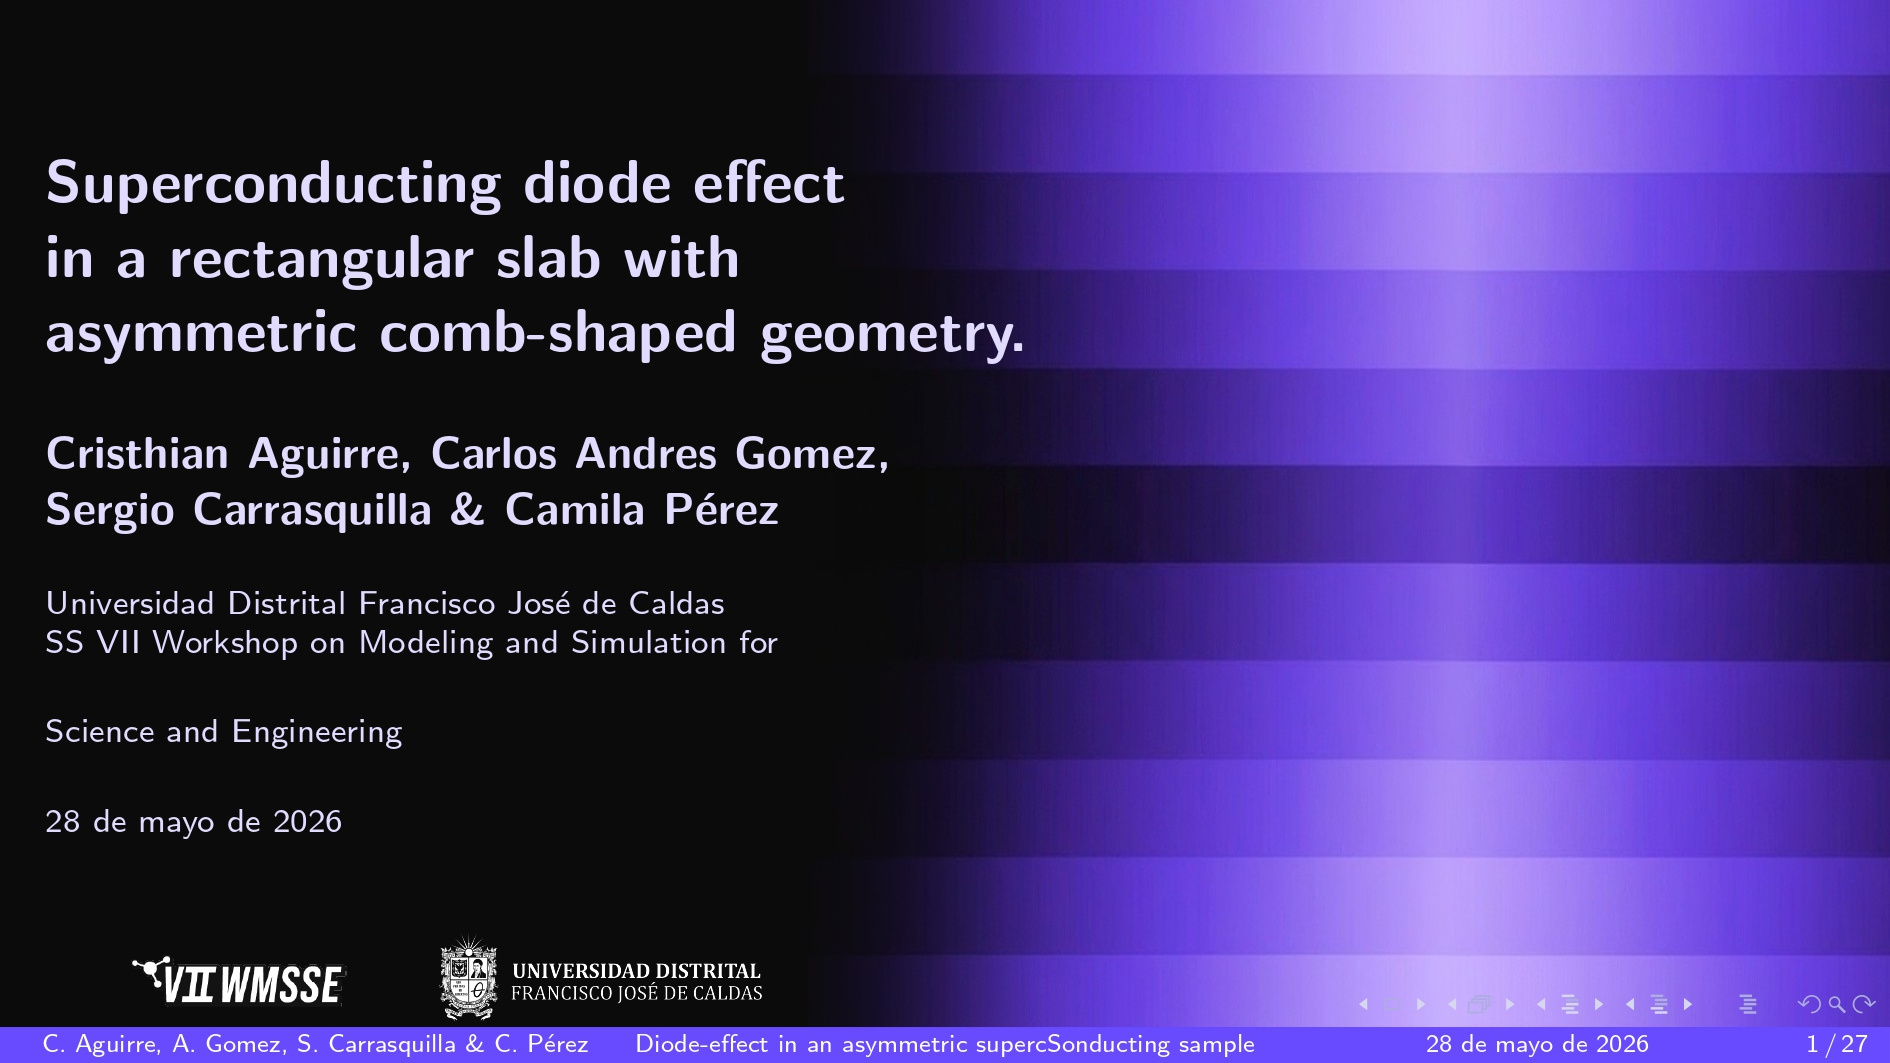 Superconducting diode effect
in a rectangular slab with
asymmetric comb-shaped geometry.
Cristhian Aguirre, Carlos Andres Gomez,
Sergio Carrasquilla & Camila Pérez
Universidad Distrital Francisco José de Caldas
SS VII Workshop on Modeling and Simulation for
Science and Engineering
28 de mayo de 2026
VII WMSSE
UNIVERSIDAD DISTRITAL
FRANCISCO JOSÉ DE CALDAS
C. Aguirre, A. Gomez, S. Carrasquilla & C. Pérez Diode-effect in an asymmetric supercSonducting sample 28 de mayo de 2026 1 / 27